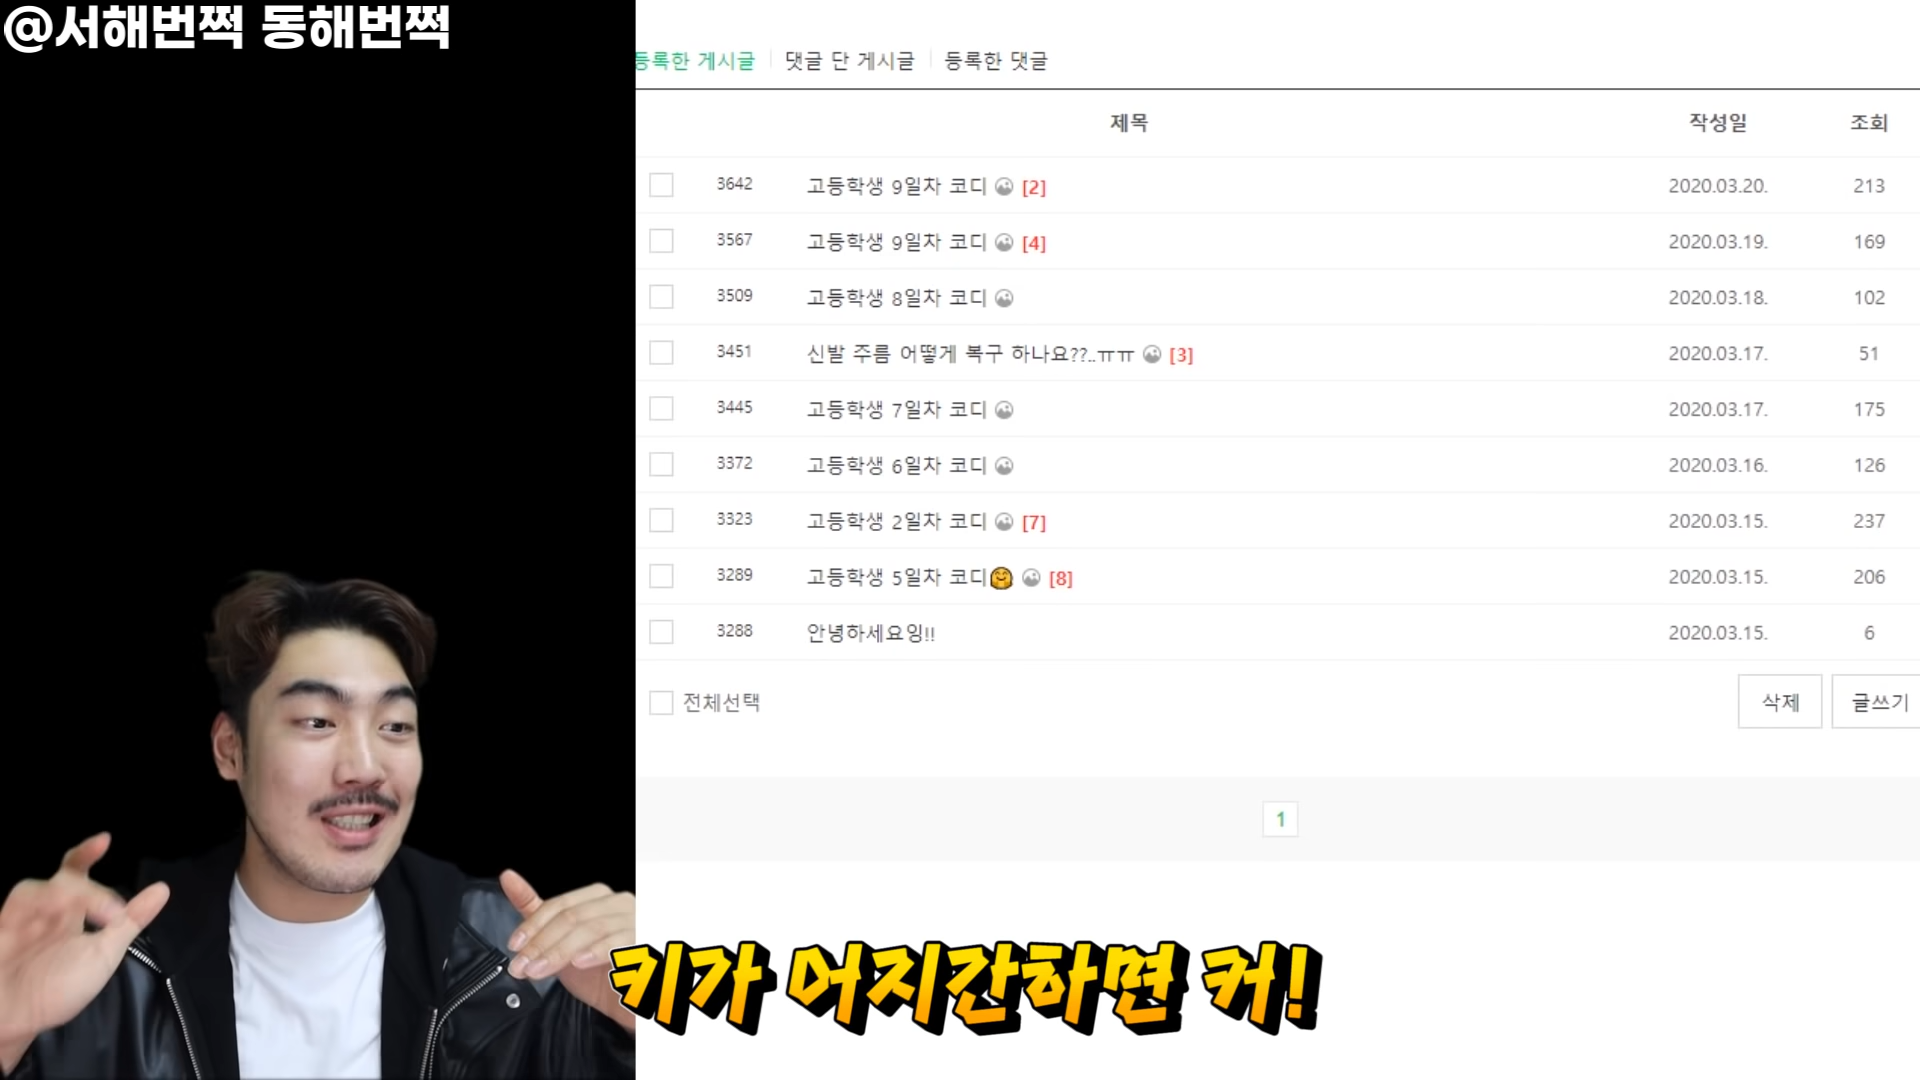 @서해번쩍 동해번쩍
등록한 게시글 댓글 단 게시글 등록한 댓글
제목 작성일 조회
3642 고등학생 9일차 코디 [2] 2020.03.20. 213
3567 고등학생 9일차 코디 [4] 2020.03.19. 169
3509 고등학생 8일차 코디 2020.03.18. 102
3451 신발 주름 어떻게 복구 하나요??..ㅠㅠ [3] 2020.03.17. 51
3445 고등학생 7일차 코디 2020.03.17. 175
3372 고등학생 6일차 코디 2020.03.16. 126
3323 고등학생 2일차 코디 [7] 2020.03.15. 237
3289 고등학생 5일차 코디🤗 [8] 2020.03.15. 206
3288 안녕하세요잉!! 2020.03.15. 6
전체선택 삭제 글쓰기
1
키가 어지간하면 커!